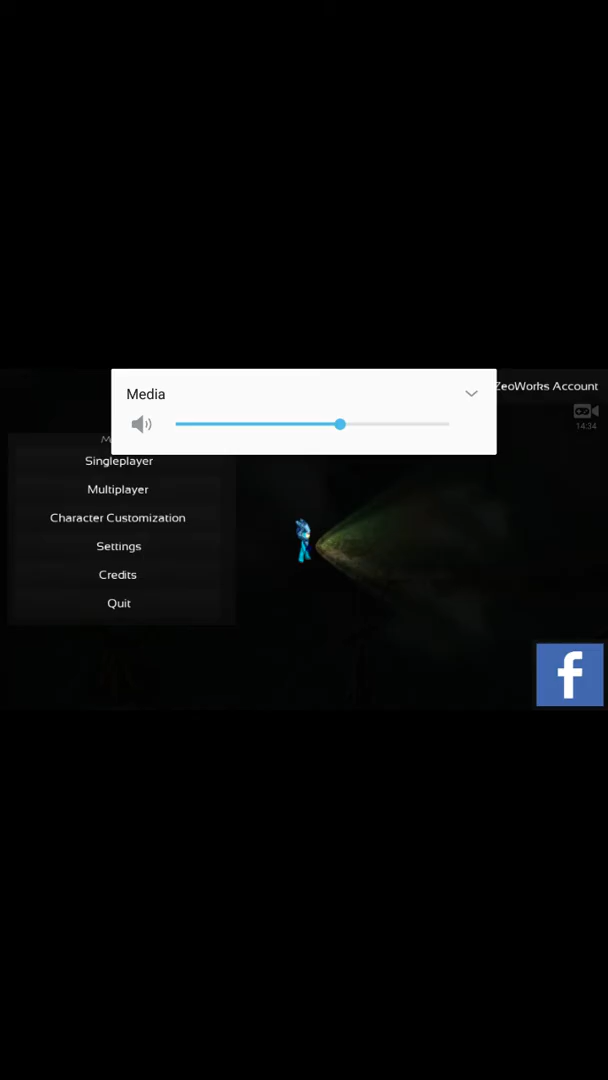 Media
ZeoWorks Account
14:34
M
Singleplayer
Multiplayer
Character Customization
Settings
Credits
Quit
f